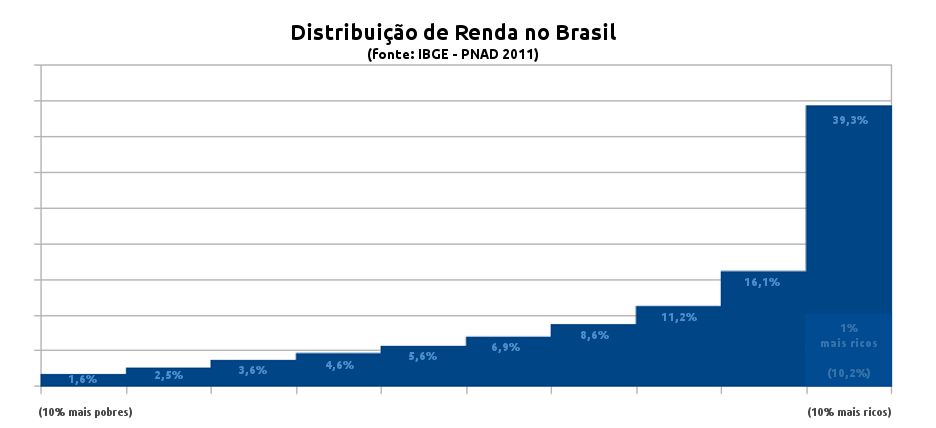 Distribuição de Renda no Brasil
(fonte: IBGE - PNAD 2011)
39,3%
16,1%
11,2%
8,6%
6,9%
5,6%
4,6%
3,6%
2,5%
1,6%
1%
mais ricos
(10,2%)
(10% mais pobres)
(10% mais ricos)